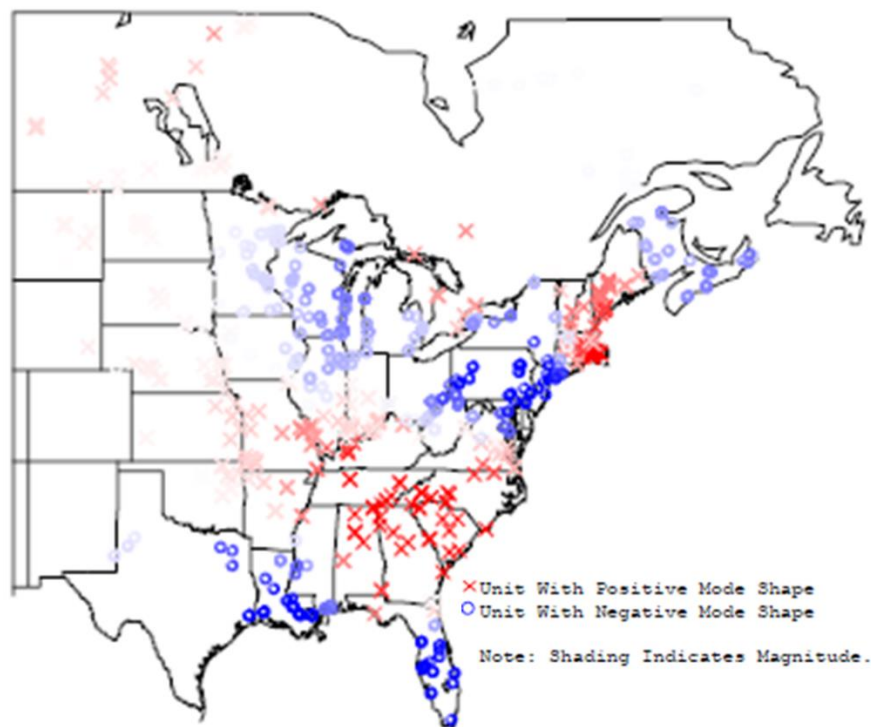 × Unit With Positive Mode Shape
○ Unit With Negative Mode Shape
Note: Shading Indicates Magnitude.